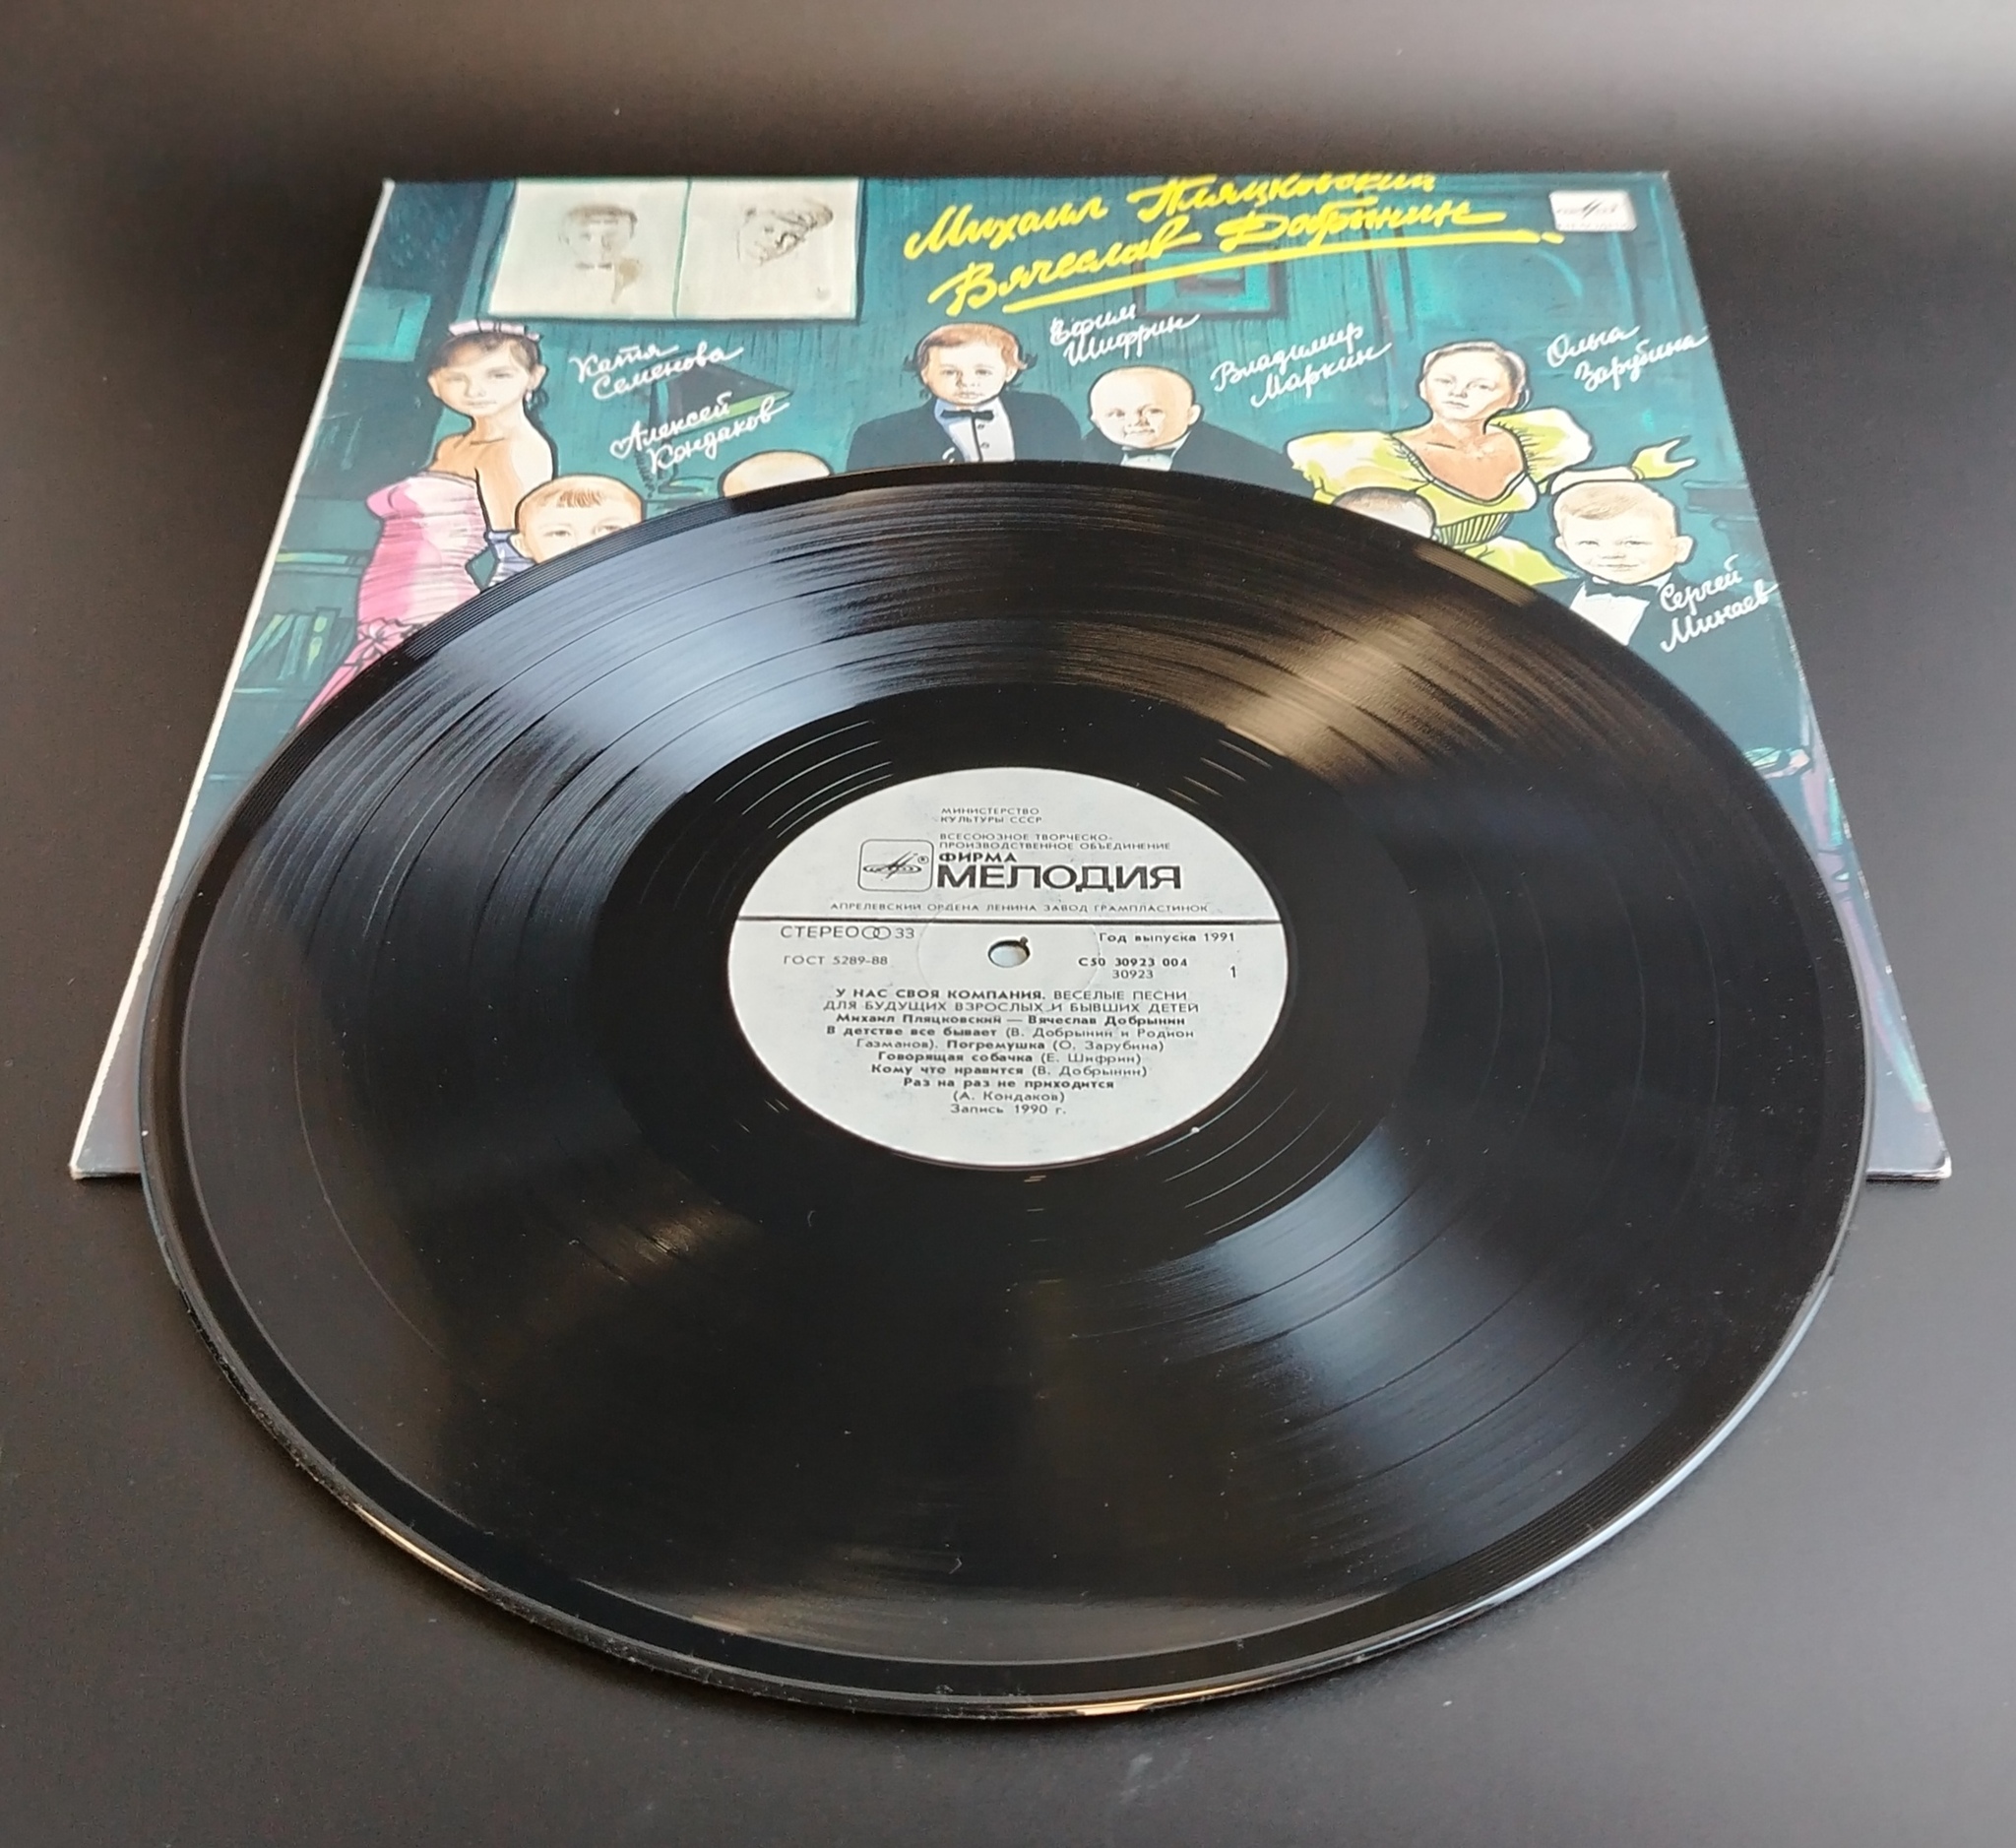 Михаил Пляцковский
Вячеслав Добрынин
Катя
Семенова
Алексей
Кондаков
Ефим
Шифрин
Владимир
Маркин
Ольга
Зарубина
Сергей
Минаев
МИНИСТЕРСТВО
КУЛЬТУРЫ СССР
ВСЕСОЮЗНОЕ ТВОРЧЕСКО-
ПРОИЗВОДСТВЕННОЕ ОБЪЕДИНЕНИЕ
ФИРМА
МЕЛОДИЯ
АПРЕЛЕВСКИЙ ОРДЕНА ЛЕНИНА ЗАВОД ГРАМПЛАСТИНОК
СТЕРЕО 33
Год выпуска 1991
ГОСТ 5289-88
С50 30923 004
30923
1
У НАС СВОЯ КОМПАНИЯ. ВЕСЕЛЫЕ ПЕСНИ
ДЛЯ БУДУЩИХ ВЗРОСЛЫХ И БЫВШИХ ДЕТЕЙ
Михаил Пляцковский — Вячеслав Добрынин
В детстве все бывает (В. Добрынин и Родион
Газманов). Погремушка (О. Зарубина)
Говорящая собачка (Е. Шифрин)
Кому что нравится (В. Добрынин)
Раз на раз не приходится
(А. Кондаков)
Запись 1990 г.